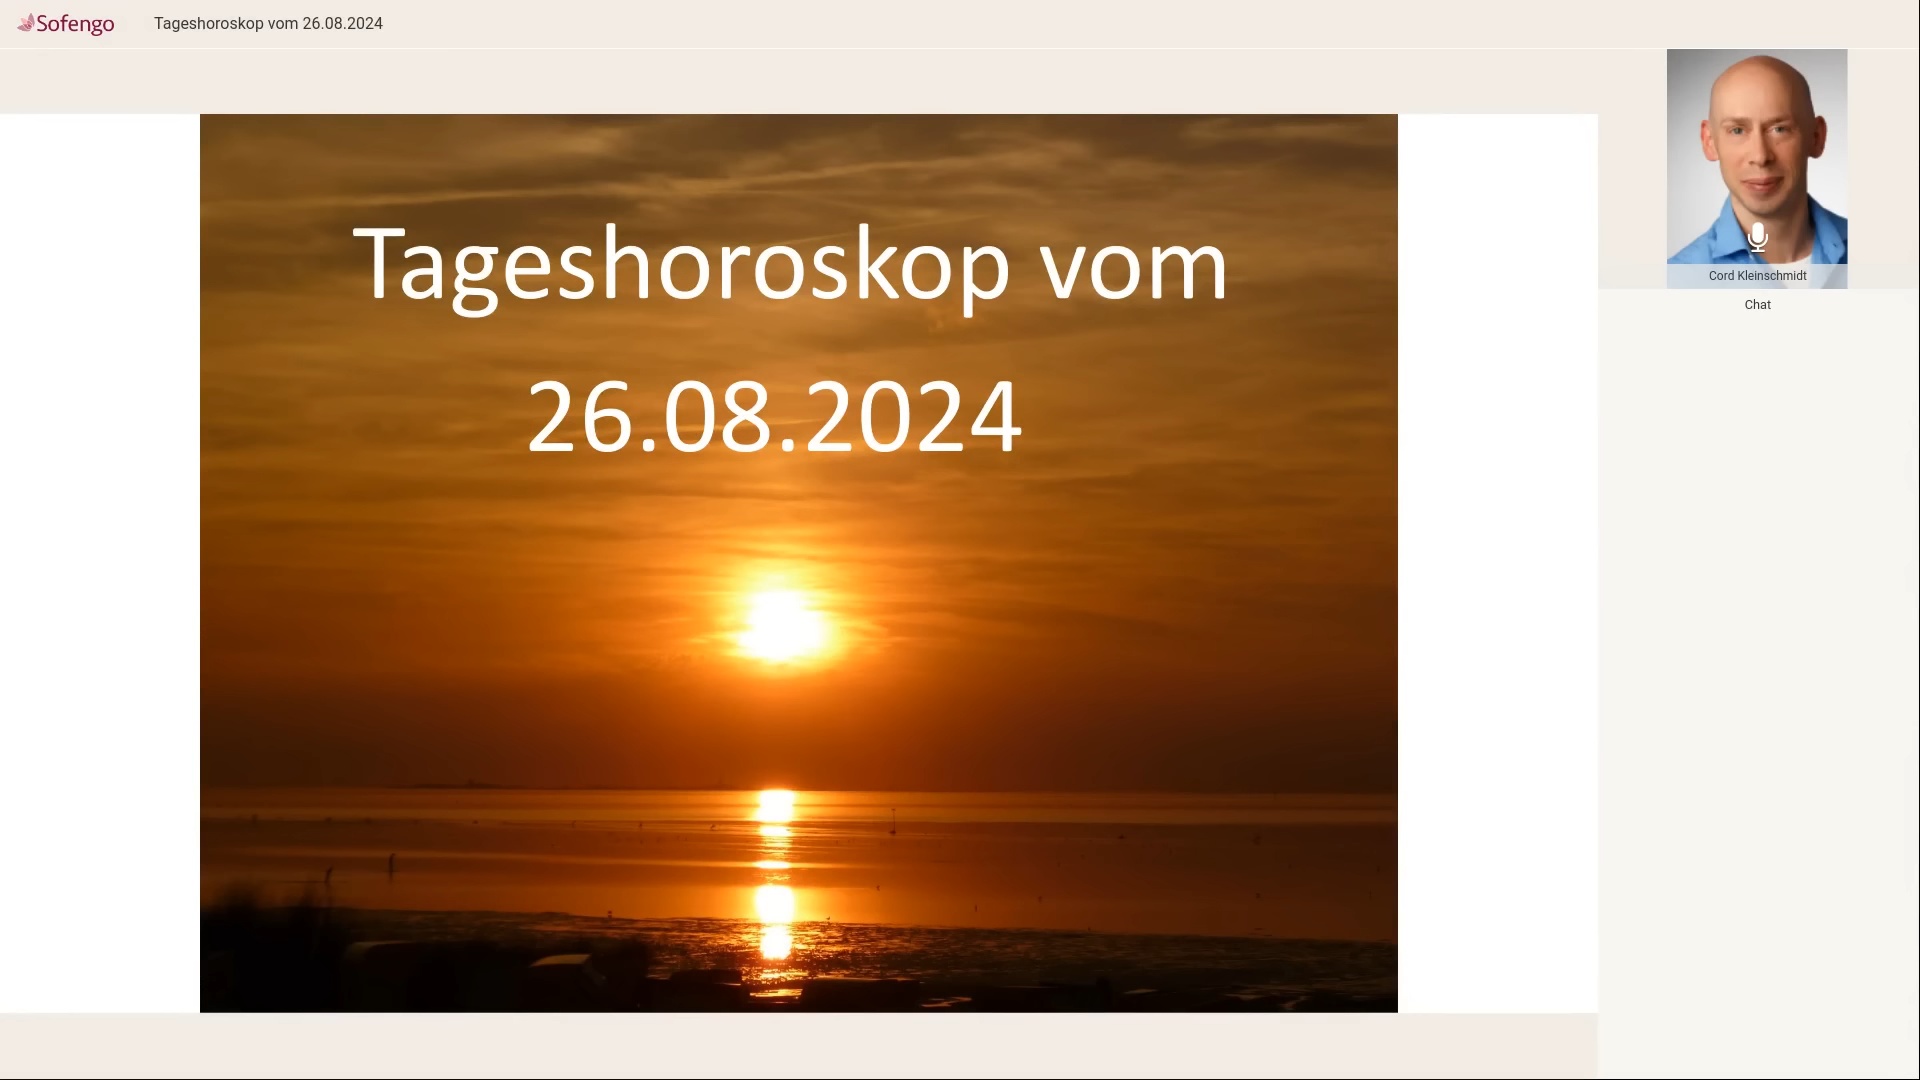 Sofengo
Tageshoroskop vom 26.08.2024
Tageshoroskop vom
26.08.2024
Cord Kleinschmidt
Chat